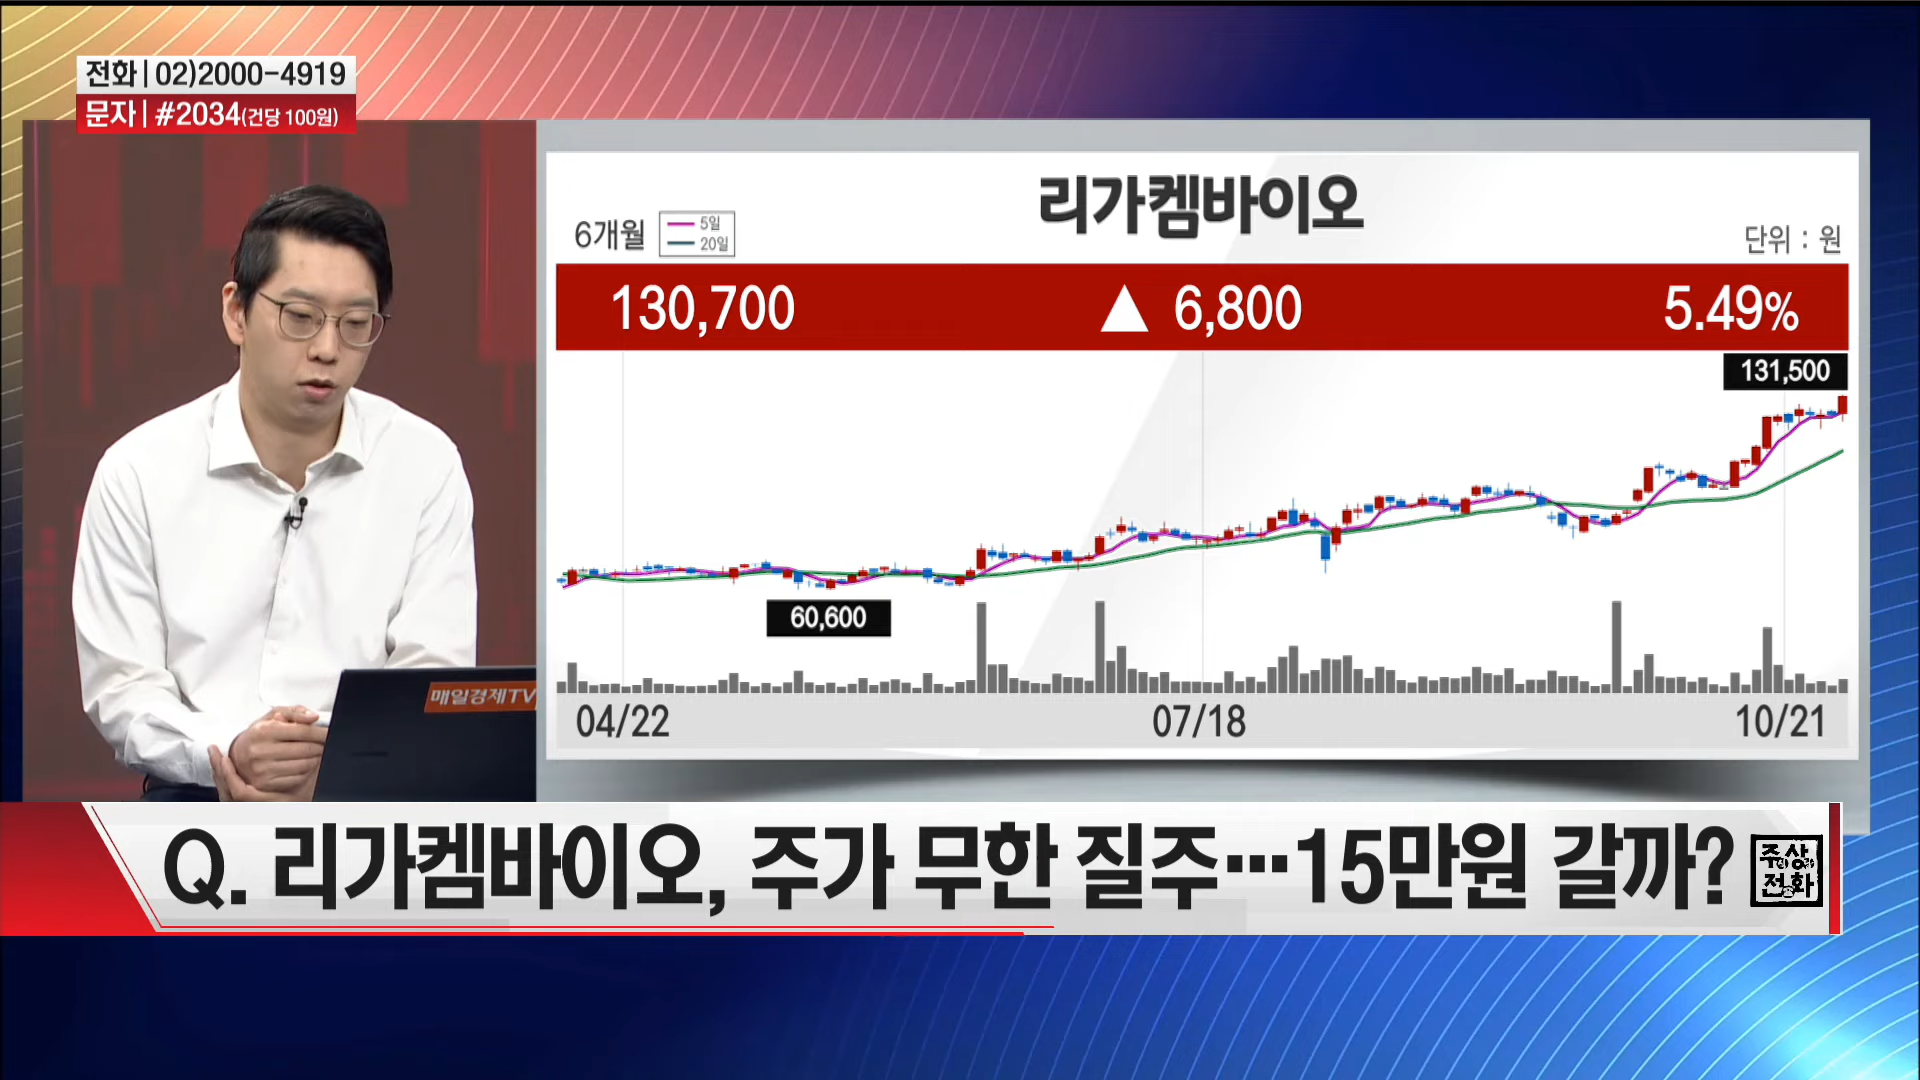 전화 | 02)2000-4919
문자 | #2034(건당 100원)
리가켐바이오
6개월
5일
20일
단위 : 원
130,700 ▲ 6,800 5.49%
131,500
60,600
04/22 07/18 10/21
매일경제TV
Q. 리가켐바이오, 주가 무한 질주…15만원 갈까?
주상
전화